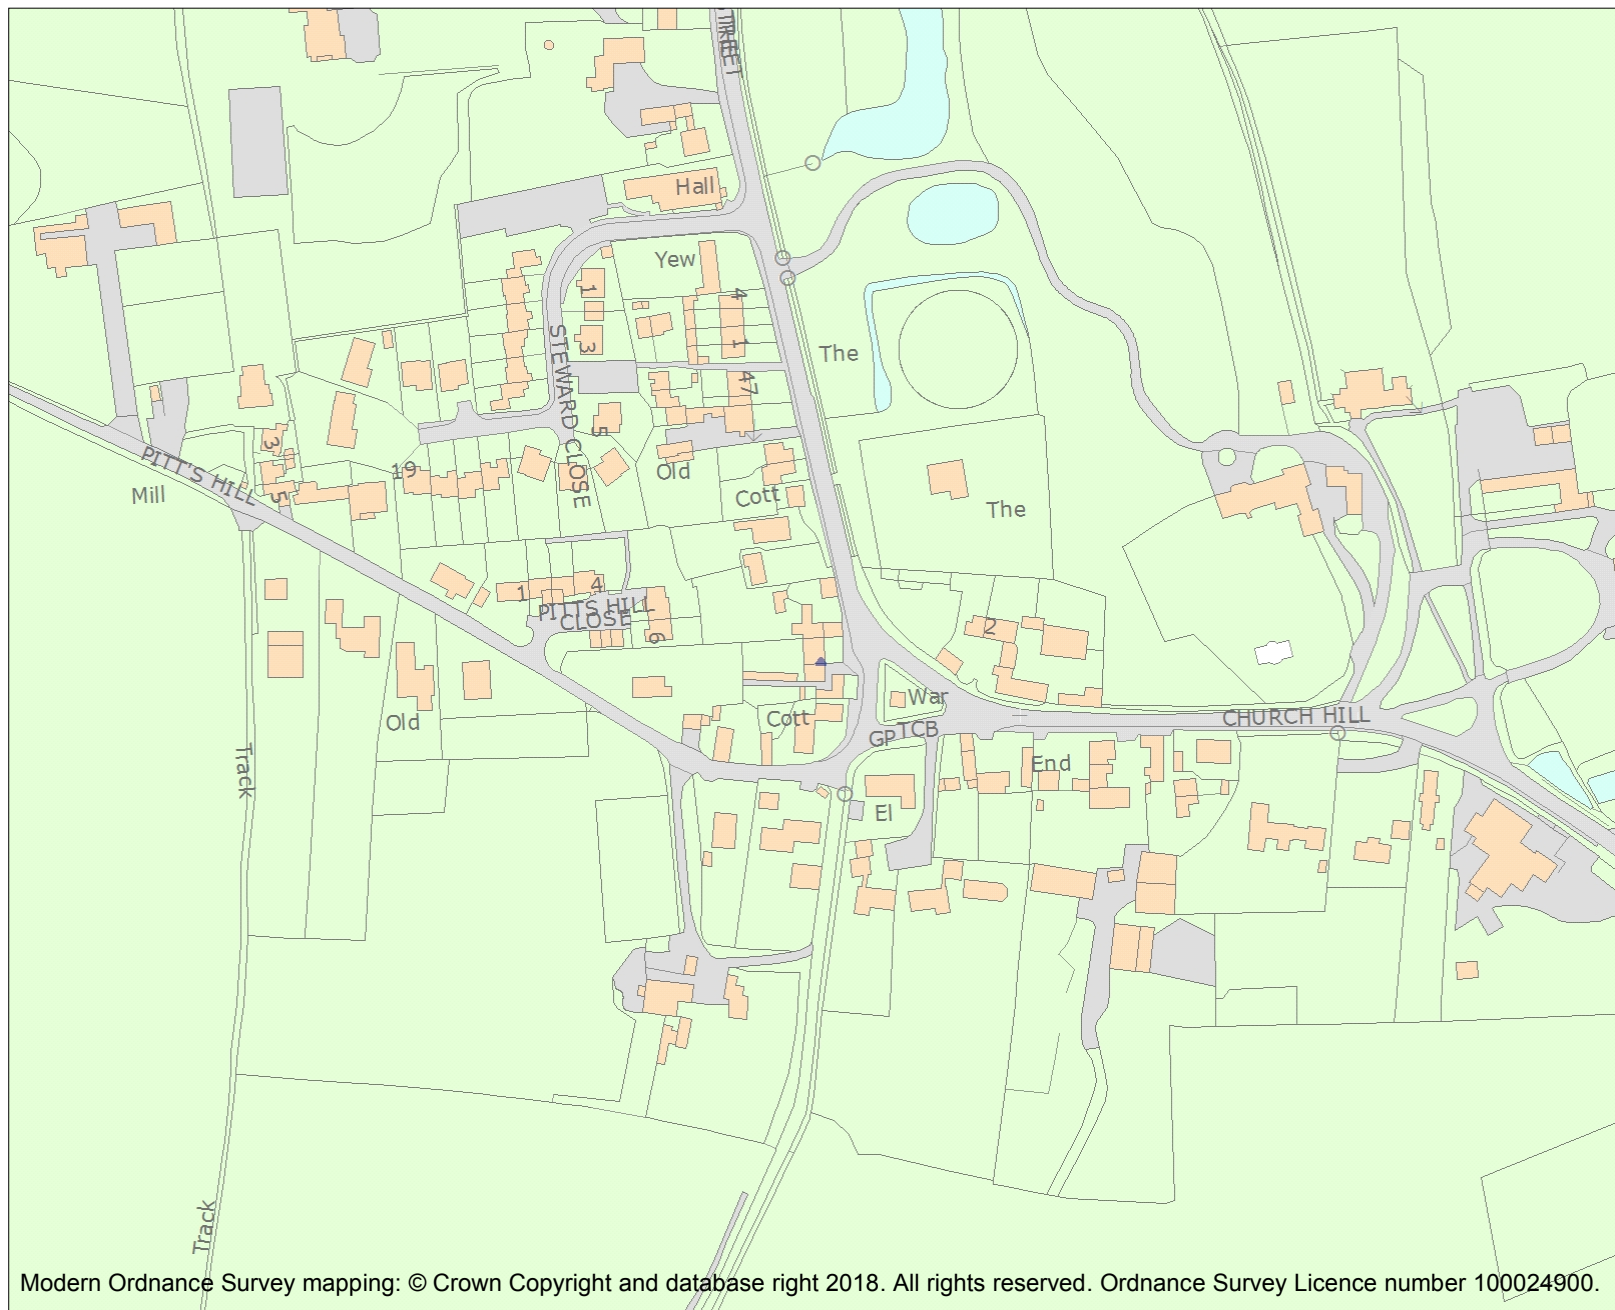 STREET
Hall
Yew
1
4
3
1
The
STEWARD CLOSE
47
5
3
19
Old
Cott
The
PITT'S HILL
Mill
5
1
4
PITTS HILL
CLOSE
6
2
Old
Cott
War
GP
TCB
CHURCH HILL
Track
End
El
Track
Modern Ordnance Survey mapping: © Crown Copyright and database right 2018. All rights reserved. Ordnance Survey Licence number 100024900.